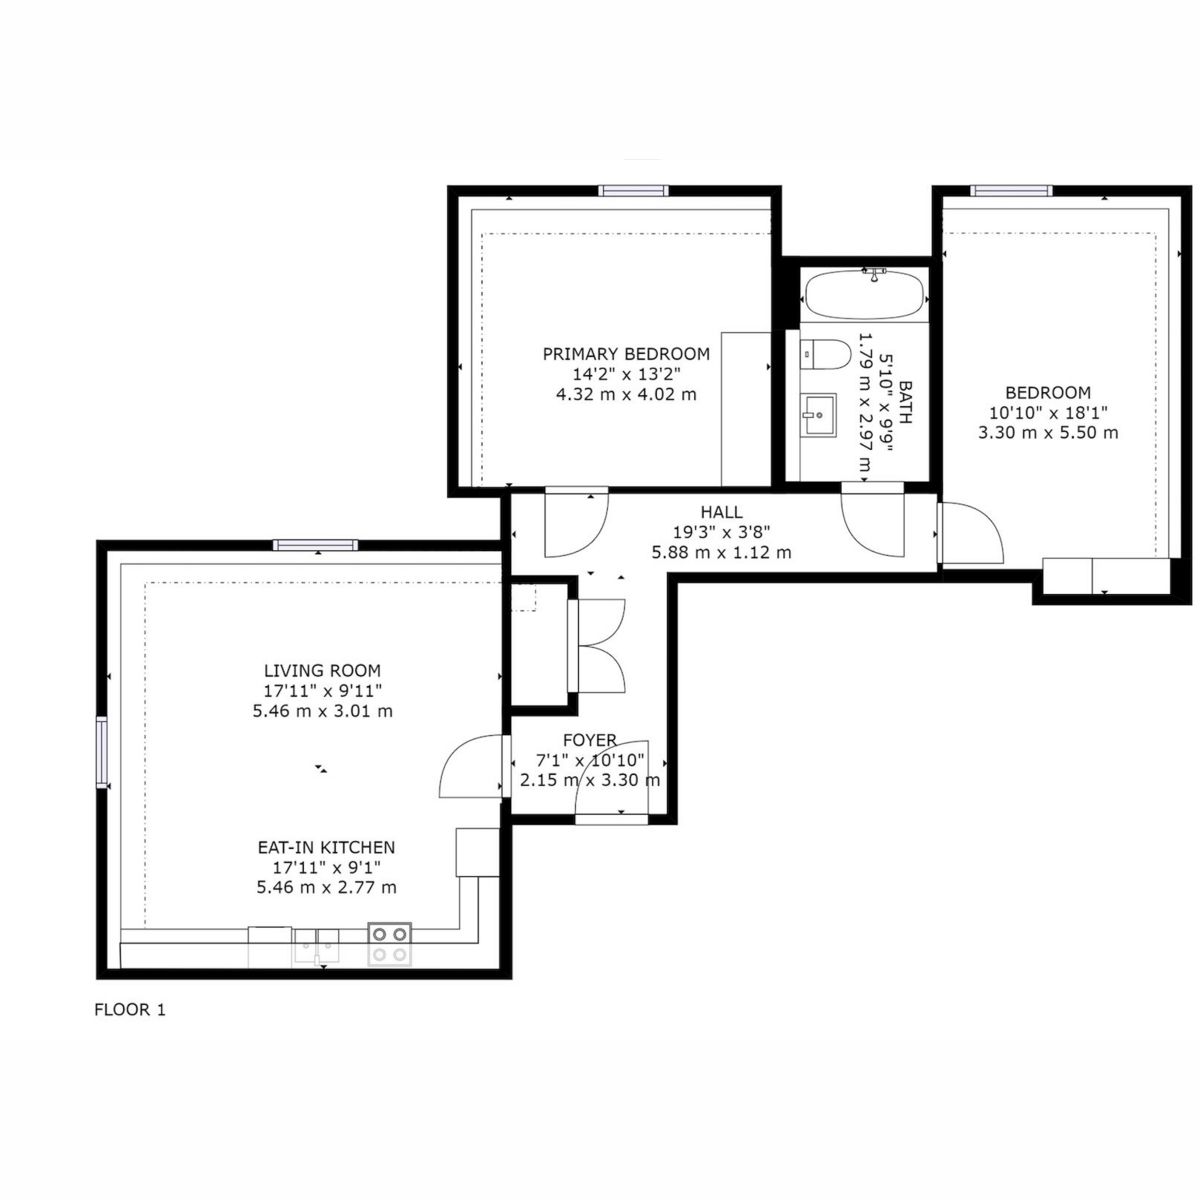 PRIMARY BEDROOM
14'2" x 13'2"
4.32 m x 4.02 m
BATH
5'10" x 9'9"
1.79 m x 2.97 m
BEDROOM
10'10" x 18'1"
3.30 m x 5.50 m
HALL
19'3" x 3'8"
5.88 m x 1.12 m
LIVING ROOM
17'11" x 9'11"
5.46 m x 3.01 m
FOYER
7'1" x 10'10"
2.15 m x 3.30 m
EAT-IN KITCHEN
17'11" x 9'1"
5.46 m x 2.77 m
FLOOR 1